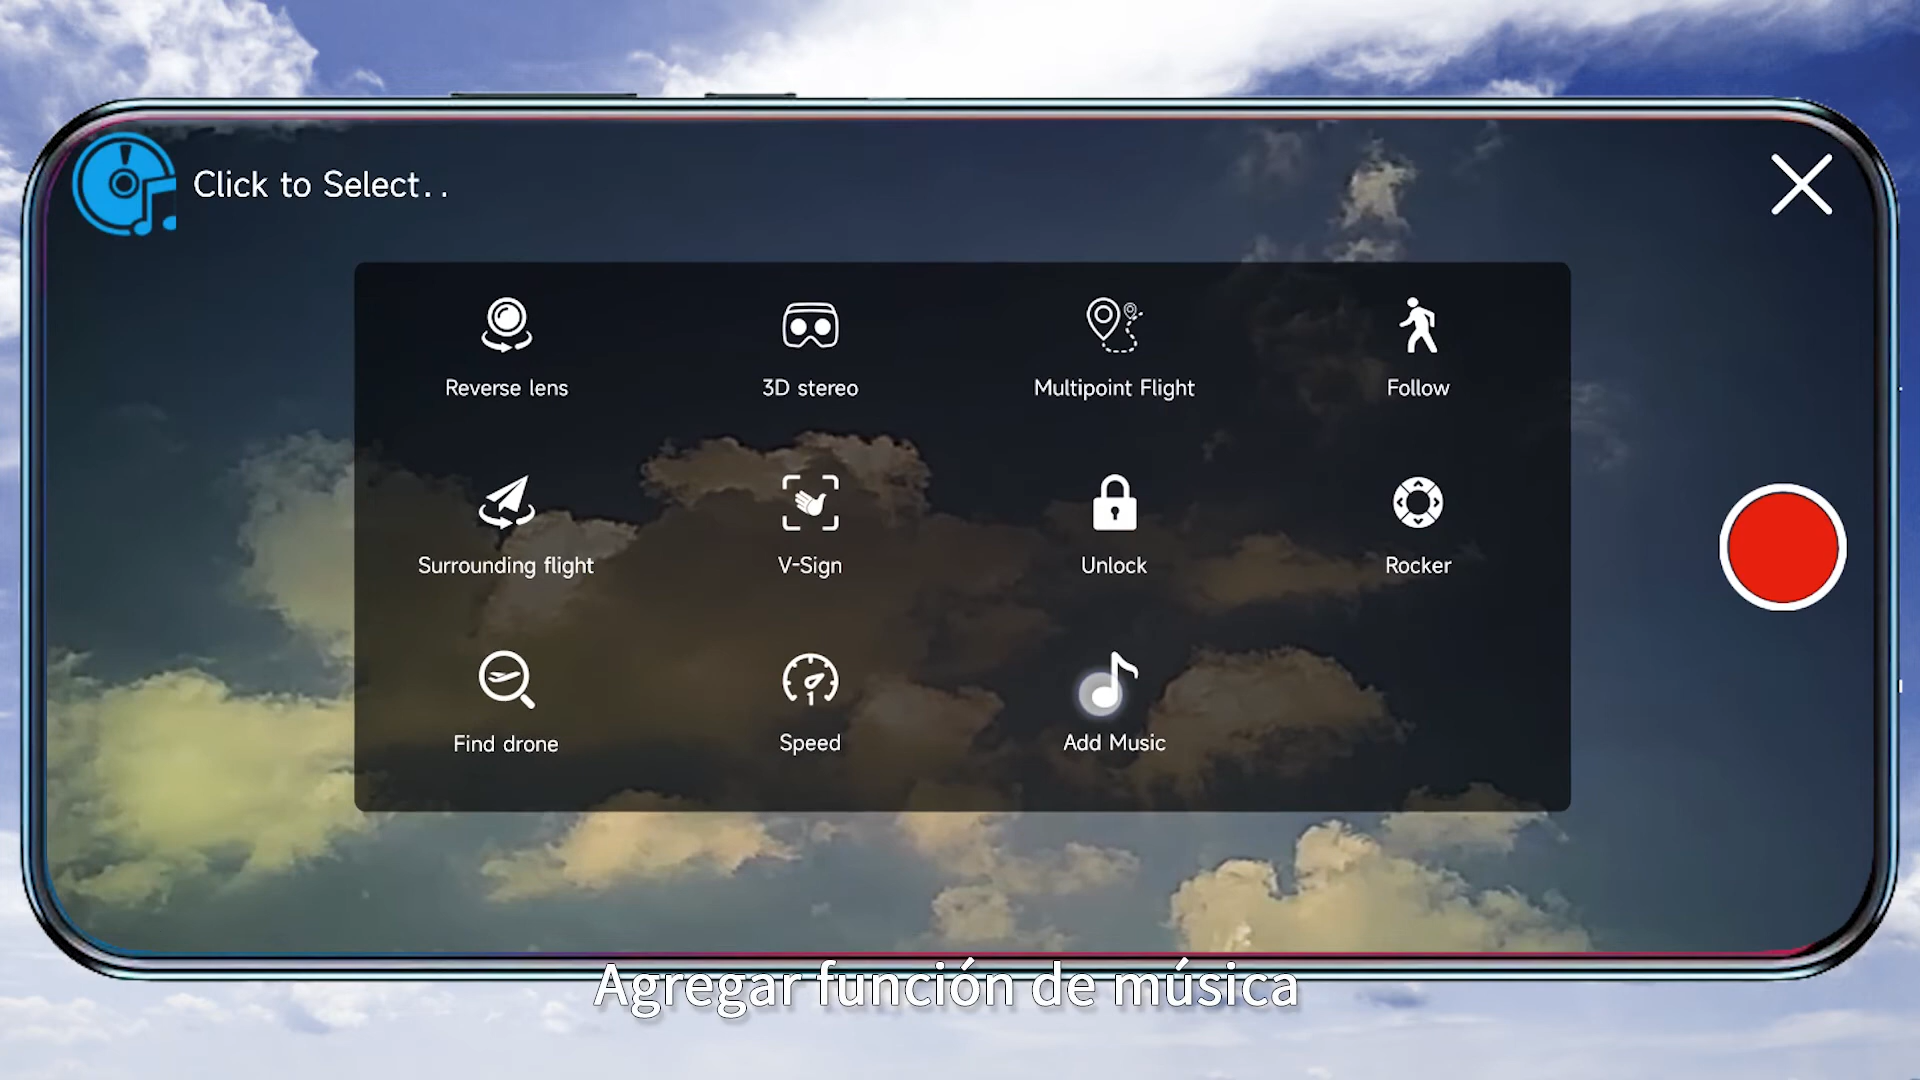 Click to Select..
Reverse lens
3D stereo
Multipoint Flight
Follow
Surrounding flight
V-Sign
Unlock
Rocker
Find drone
1
Speed
Add Music
Agregar función de música